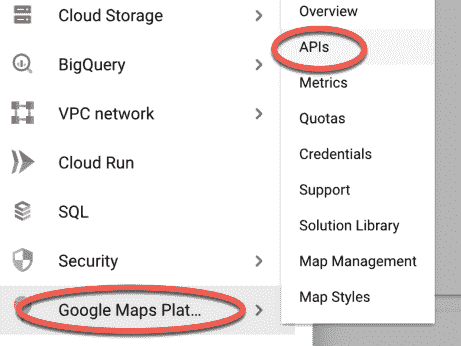 Cloud Storage
BigQuery
VPC network
Cloud Run
SQL
Security
Google Maps Plat...
Overview
APIs
Metrics
Quotas
Credentials
Support
Solution Library
Map Management
Map Styles